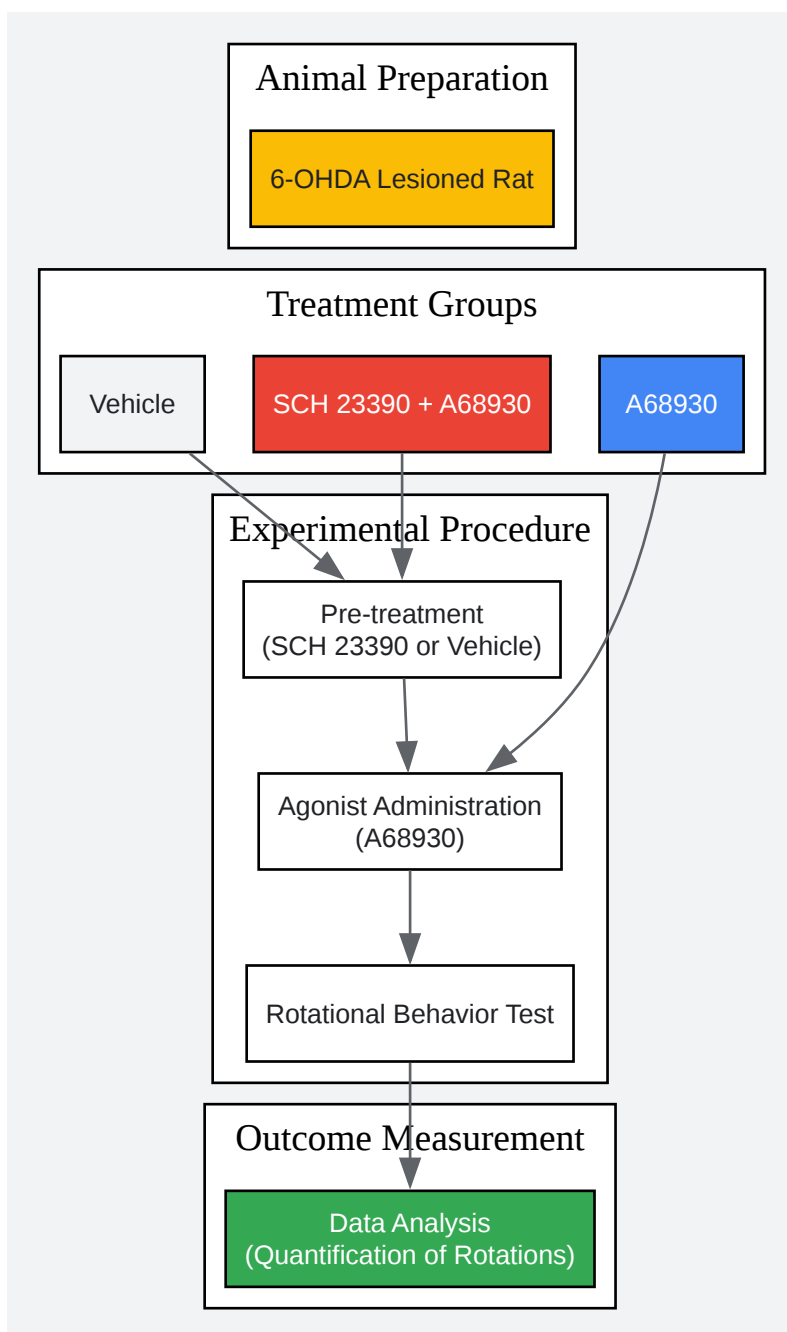 Animal Preparation
6-OHDA Lesioned Rat
Treatment Groups
Vehicle
SCH 23390 + A68930
A68930
Experimental Procedure
Pre-treatment
(SCH 23390 or Vehicle)
Agonist Administration
(A68930)
Rotational Behavior Test
Outcome Measurement
Data Analysis
(Quantification of Rotations)